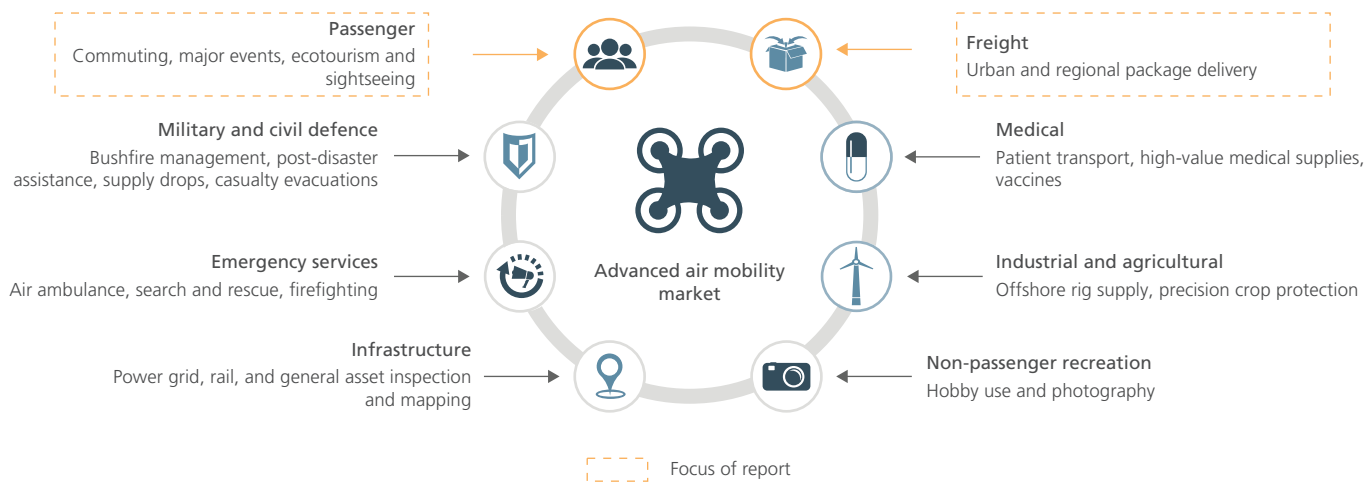 Passenger
Commuting, major events, ecotourism and
sightseeing
Freight
Urban and regional package delivery
Military and civil defence
Bushfire management, post-disaster
assistance, supply drops, casualty evacuations
Medical
Patient transport, high-value medical supplies,
vaccines
Emergency services
Air ambulance, search and rescue, firefighting
Advanced air mobility
market
Industrial and agricultural
Offshore rig supply, precision crop protection
Infrastructure
Power grid, rail, and general asset inspection
and mapping
Non-passenger recreation
Hobby use and photography
Focus of report